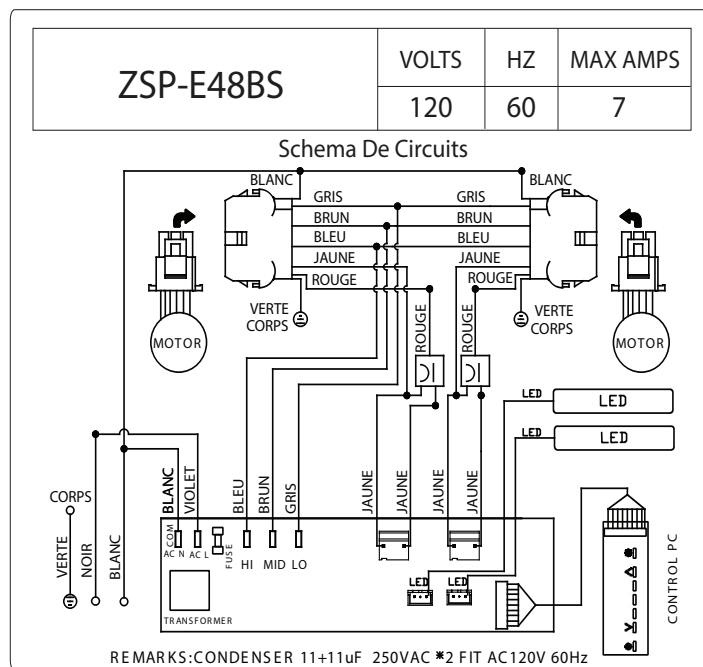 ZSP-E48BS
VOLTS HZ MAX AMPS
120 60 7
Schema De Circuits
BLANC BLANC
GRIS GRIS
BRUN BRUN
BLEU BLEU
JAUNE JAUNE
ROUGE ROUGE
VERTE CORPS
VERTE CORPS
MOTOR MOTOR
ROUGE ROUGE
LED LED
LED LED
CORPS
VERTE
NOIR
BLANC
BLANC
VIOLET
BLEU
BRUN
GRIS
JAUNE
JAUNE
JAUNE
JAUNE
COM
AC N AC L
FUSE
HI MID LO
LED LED
TRANSFORMER
CONTROL PC
REMARKS:CONDENSER 11+11uF 250VAC *2 FIT AC120V 60Hz